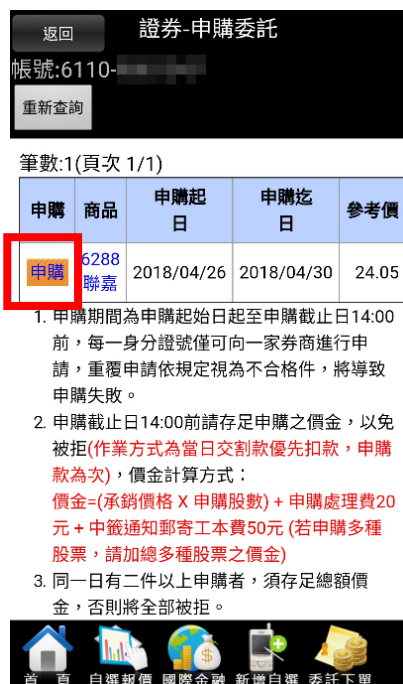 返回
證券-申購委託
帳號:6110-
重新查詢
筆數:1(頁次 1/1)
申購 商品 申購起日 申購迄日 參考價
申購 6288聯嘉 2018/04/26 2018/04/30 24.05
1. 申購期間為申購起始日起至申購截止日14:00
前，每一身分證號僅可向一家券商進行申
請，重覆申請依規定視為不合格件，將導致
申購失敗。
2. 申購截止日14:00前請存足申購之價金，以免
被拒(作業方式為當日交割款優先扣款，申購
款為次)，價金計算方式：
價金=(承銷價格 X 申購股數) + 申購處理費20
元 + 中籤通知郵寄工本費50元 (若申購多種
股票，請加總多種股票之價金)
3. 同一日有二件以上申購者，須存足總額價
金，否則將全部被拒。
首 頁 自選報價 國際金融 新增自選 委託下單